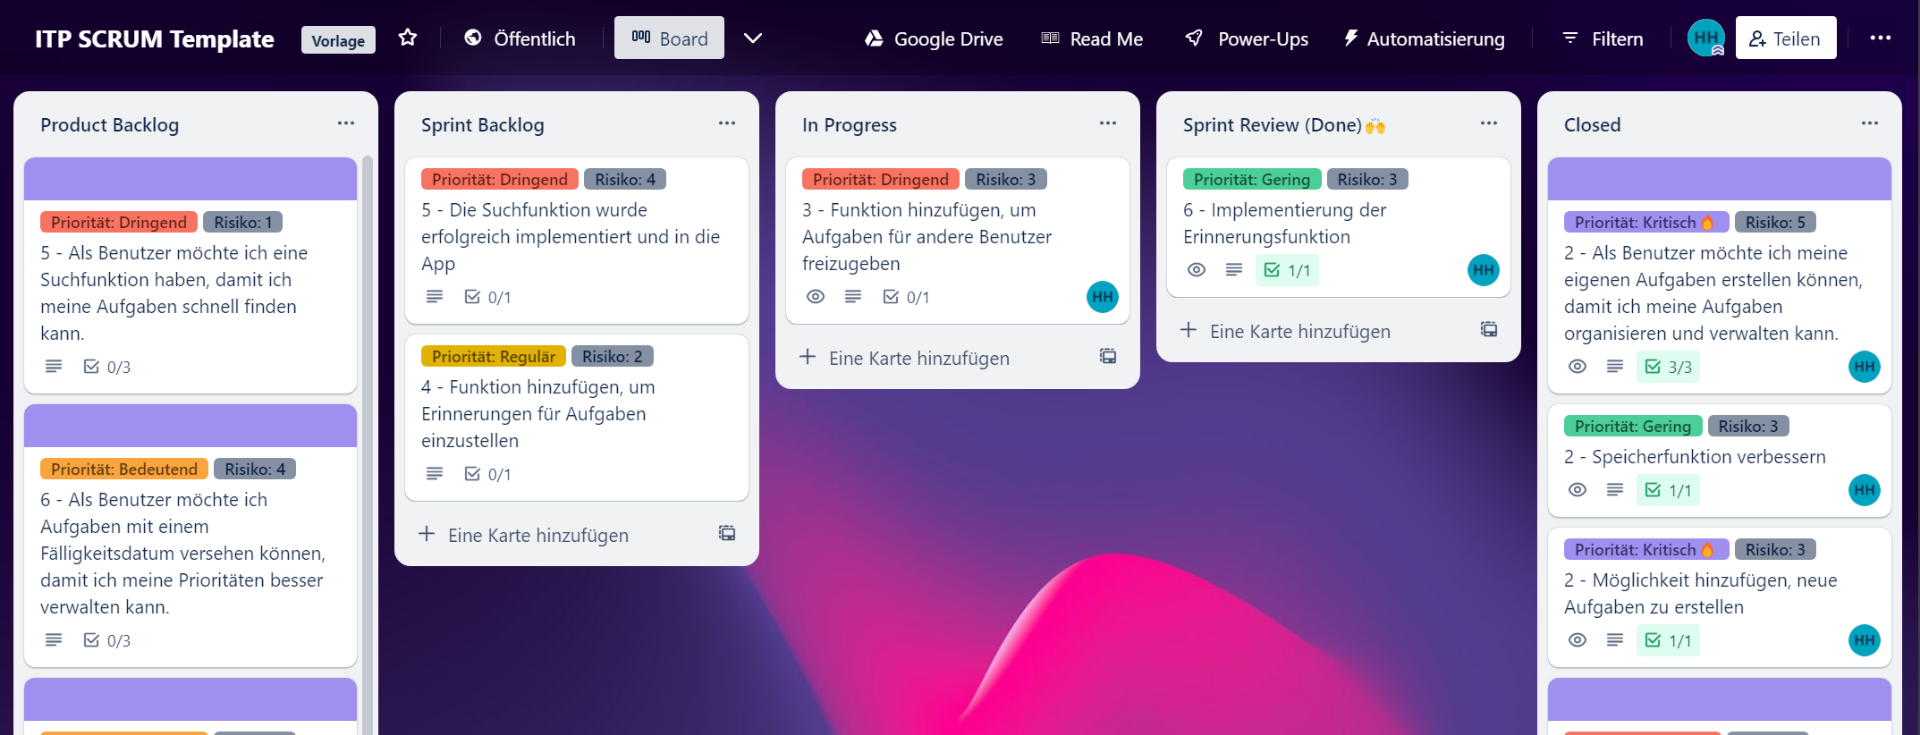 ITP SCRUM Template
Vorlage
Öffentlich
Board
Google Drive
Read Me
Power-Ups
Automatisierung
Filtern
HH
Teilen
Product Backlog
Priorität: Dringend Risiko: 1
5 - Als Benutzer möchte ich eine
Suchfunktion haben, damit ich
meine Aufgaben schnell finden
kann.
0/3
Priorität: Bedeutend Risiko: 4
6 - Als Benutzer möchte ich
Aufgaben mit einem
Fälligkeitsdatum versehen können,
damit ich meine Prioritäten besser
verwalten kann.
0/3
Sprint Backlog
Priorität: Dringend Risiko: 4
5 - Die Suchfunktion wurde
erfolgreich implementiert und in die
App
0/1
Priorität: Regulär Risiko: 2
4 - Funktion hinzufügen, um
Erinnerungen für Aufgaben
einzustellen
0/1
Eine Karte hinzufügen
In Progress
Priorität: Dringend Risiko: 3
3 - Funktion hinzufügen, um
Aufgaben für andere Benutzer
freizugeben
0/1 HH
Eine Karte hinzufügen
Sprint Review (Done)🙌
Priorität: Gering Risiko: 3
6 - Implementierung der
Erinnerungsfunktion
1/1 HH
Eine Karte hinzufügen
Closed
Priorität: Kritisch🔥 Risiko: 5
2 - Als Benutzer möchte ich meine
eigenen Aufgaben erstellen können,
damit ich meine Aufgaben
organisieren und verwalten kann.
3/3 HH
Priorität: Gering Risiko: 3
2 - Speicherfunktion verbessern
1/1 HH
Priorität: Kritisch🔥 Risiko: 3
2 - Möglichkeit hinzufügen, neue
Aufgaben zu erstellen
1/1 HH